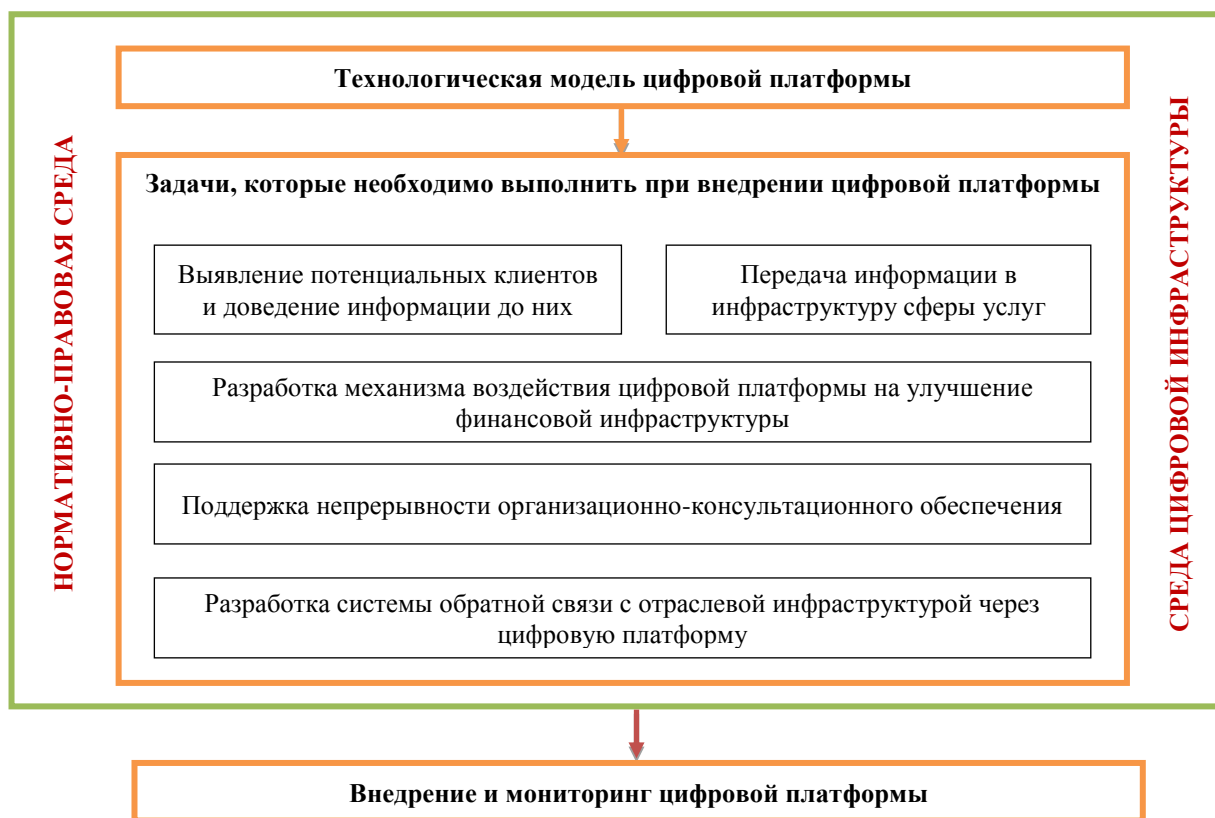 Технологическая модель цифровой платформы
НОРМАТИВНО-ПРАВОВАЯ СРЕДА
Задачи, которые необходимо выполнить при внедрении цифровой платформы
Выявление потенциальных клиентов
и доведение информации до них
Передача информации в
инфраструктуру сферы услуг
Разработка механизма воздействия цифровой платформы на улучшение
финансовой инфраструктуры
Поддержка непрерывности организационно-консультационного обеспечения
Разработка системы обратной связи с отраслевой инфраструктурой через
цифровую платформу
СРЕДА ЦИФРОВОЙ ИНФРАСТРУКТУРЫ
Внедрение и мониторинг цифровой платформы